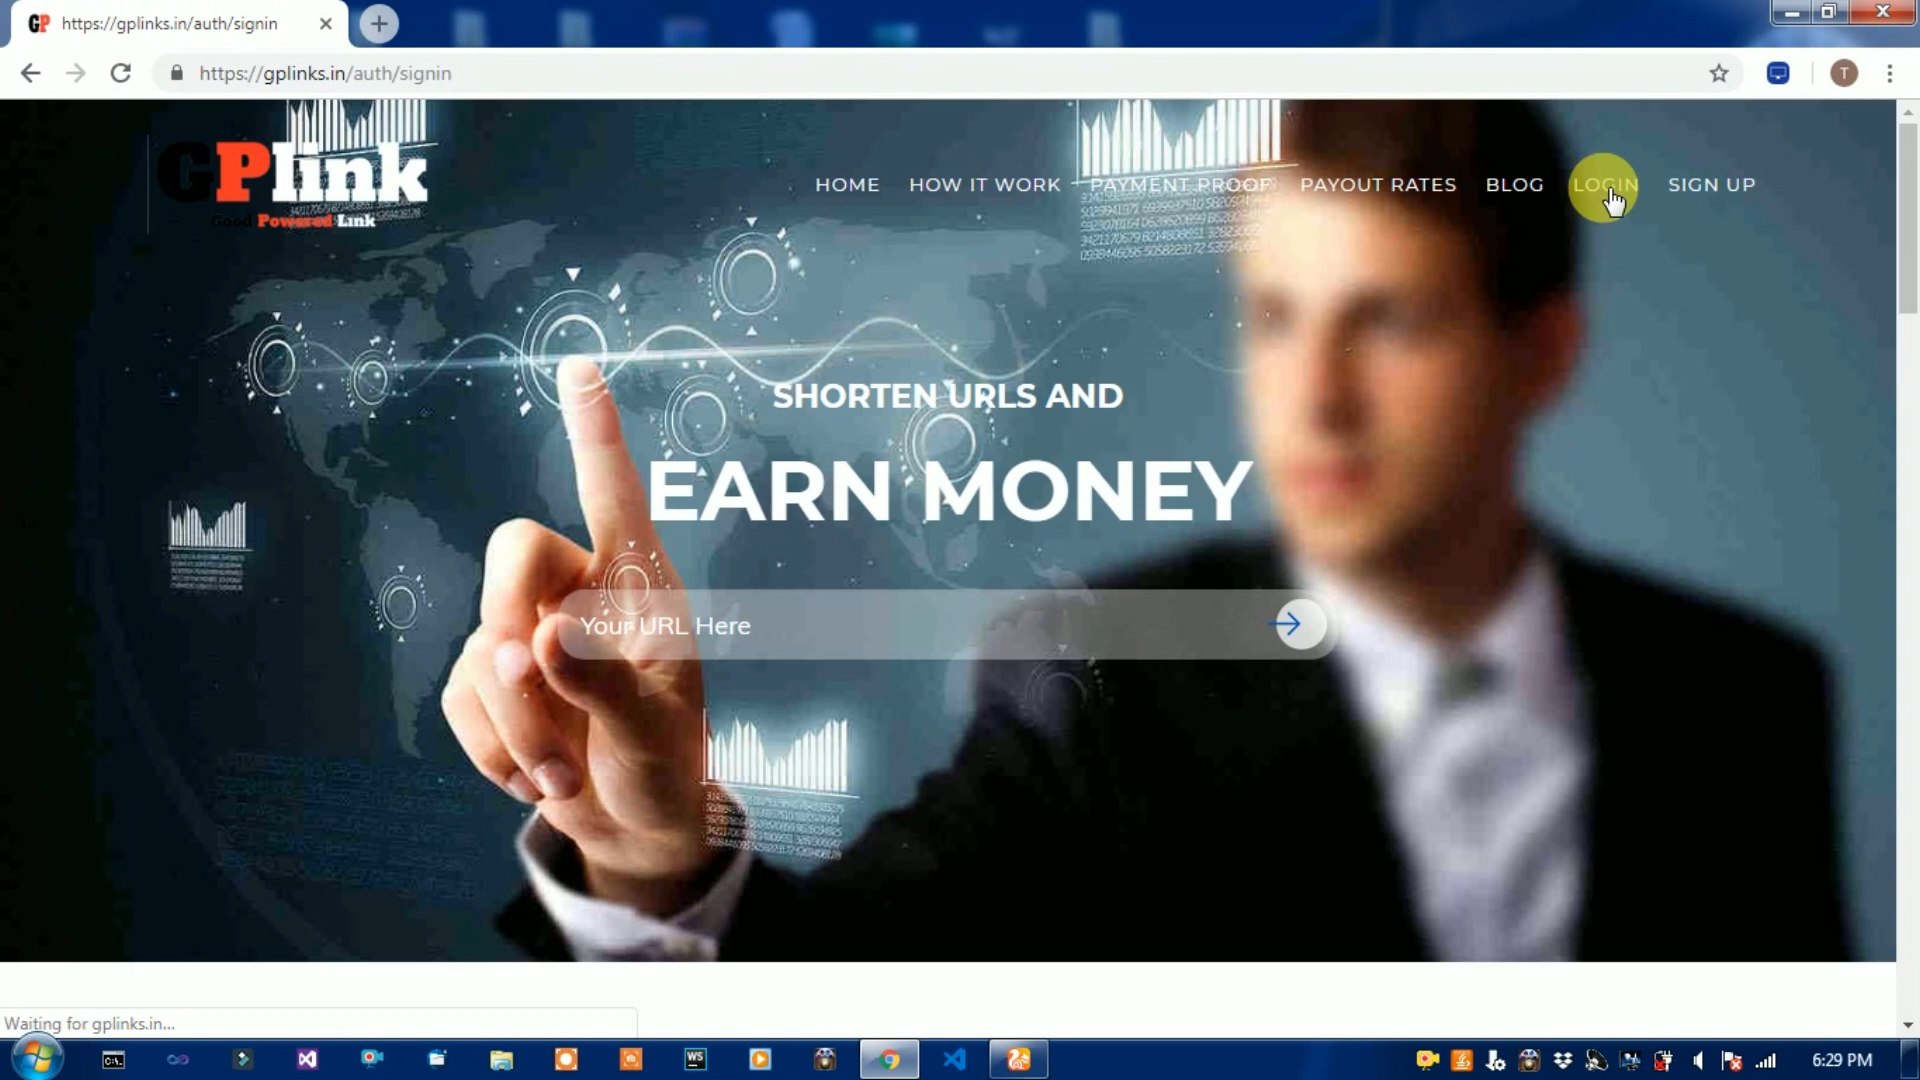 https://gplinks.in/auth/signin
https://gplinks.in/auth/signin
T
GPlink
Good Powered Link
HOME HOW IT WORK PAYMENT PROOF PAYOUT RATES BLOG LOGIN SIGN UP
SHORTEN URLS AND
EARN MONEY
Your URL Here
Waiting for gplinks.in...
6:29 PM